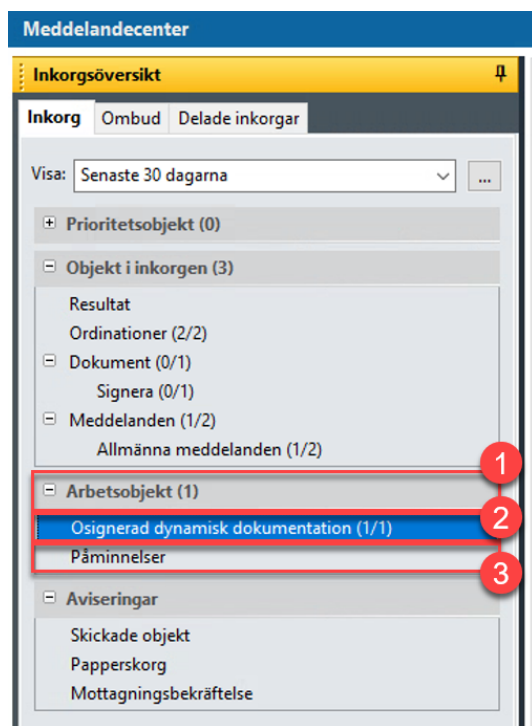 Meddelandecenter
Inkorgsöversikt
Inkorg Ombud Delade inkorgar
Visa: Senaste 30 dagarna ...
Prioritetsobjekt (0)
Objekt i inkorgen (3)
Resultat
Ordinationer (2/2)
Dokument (0/1)
Signera (0/1)
Meddelanden (1/2)
Allmänna meddelanden (1/2)
1
Arbetsobjekt (1)
2
Osignerad dynamisk dokumentation (1/1)
Påminnelser
3
Aviseringar
Skickade objekt
Papperskorg
Mottagningsbekräftelse